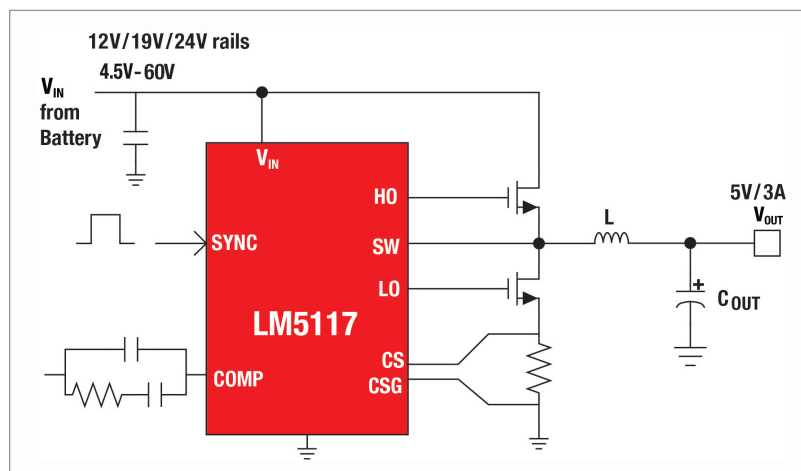 12V/19V/24V rails
4.5V-60V
VIN
from
Battery
VIN
HO
5V/3A
VOUT
L
SYNC
SW
LO
+
COUT
LM5117
CS
COMP
CSG